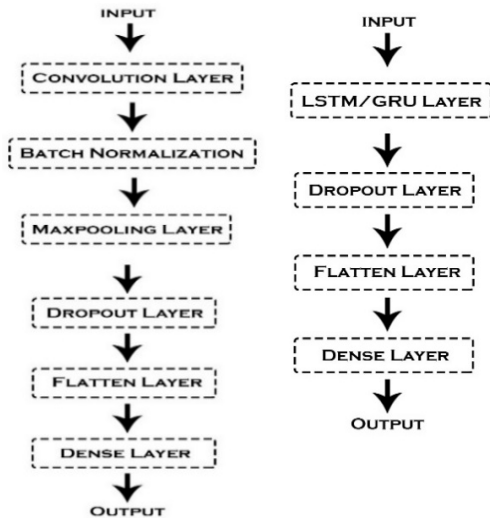 INPUT
CONVOLUTION LAYER
BATCH NORMALIZATION
MAXPOOLING LAYER
DROPOUT LAYER
FLATTEN LAYER
DENSE LAYER
OUTPUT
INPUT
LSTM/GRU LAYER
DROPOUT LAYER
FLATTEN LAYER
DENSE LAYER
OUTPUT